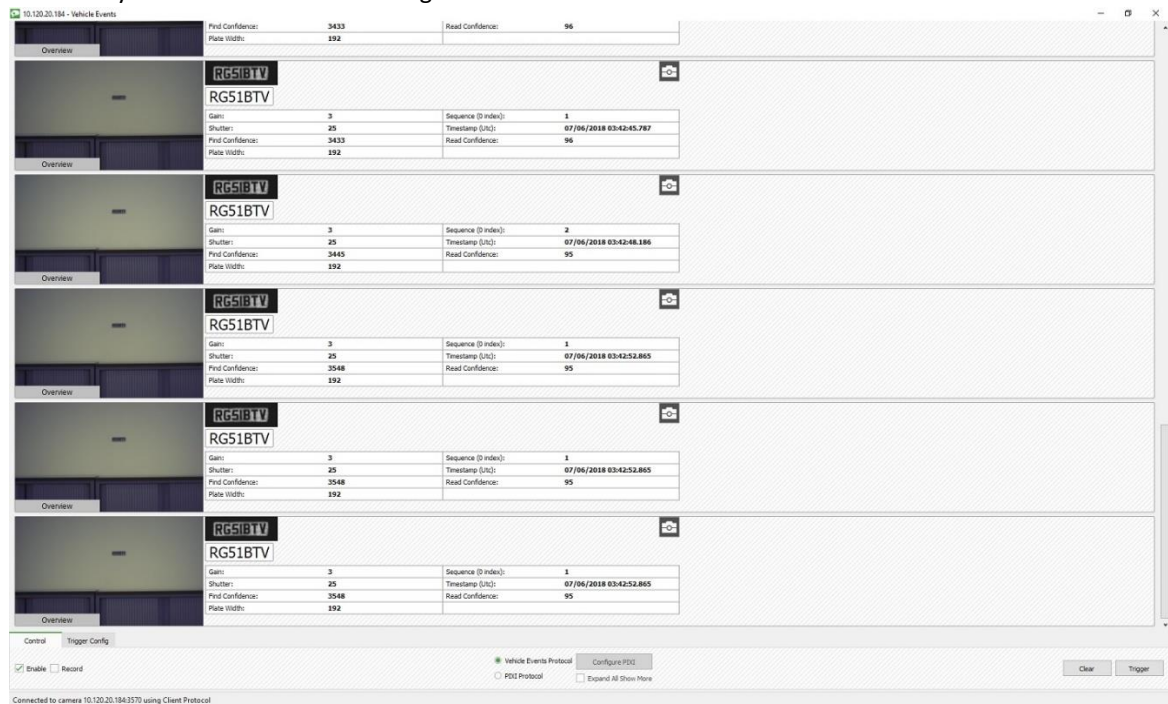 10.120.20.184 - Vehicle Events
Find Confidence: 3433 Read Confidence: 96
Plate Width: 192
Overview
RG51BTV
RG51BTV
Gain: 3 Sequence (0 index): 1
Shutter: 25 Timestamp (Utc): 07/06/2018 03:42:45.787
Find Confidence: 3433 Read Confidence: 96
Plate Width: 192
Overview
RG51BTV
RG51BTV
Gain: 3 Sequence (0 index): 2
Shutter: 25 Timestamp (Utc): 07/06/2018 03:42:48.186
Find Confidence: 3445 Read Confidence: 95
Plate Width: 192
Overview
RG51BTV
RG51BTV
Gain: 3 Sequence (0 index): 1
Shutter: 25 Timestamp (Utc): 07/06/2018 03:42:52.865
Find Confidence: 3548 Read Confidence: 95
Plate Width: 192
Overview
RG51BTV
RG51BTV
Gain: 3 Sequence (0 index): 1
Shutter: 25 Timestamp (Utc): 07/06/2018 03:42:52.865
Find Confidence: 3548 Read Confidence: 95
Plate Width: 192
Overview
RG51BTV
RG51BTV
Gain: 3 Sequence (0 index): 1
Shutter: 25 Timestamp (Utc): 07/06/2018 03:42:52.865
Find Confidence: 3548 Read Confidence: 95
Plate Width: 192
Overview
Control Trigger Config
Enable Record Vehicle Events Protocol Configure PIXI Clear Trigger
PIXI Protocol Expand All Show More
Connected to camera 10.120.20.184:3570 using Client Protocol